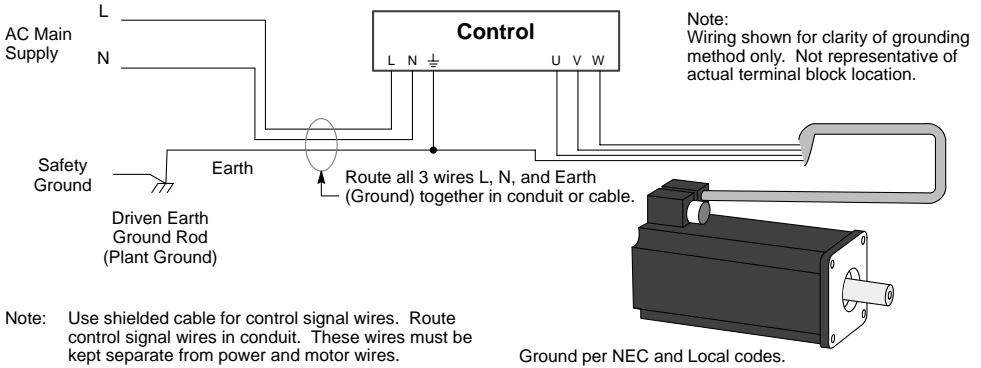 L
AC Main
Supply
N
Control
L N ⏚ U V W
Note:
Wiring shown for clarity of grounding
method only.  Not representative of
actual terminal block location.
Safety
Ground
Earth
Route all 3 wires L, N, and Earth
(Ground) together in conduit or cable.
Driven Earth
Ground Rod
(Plant Ground)
Note: Use shielded cable for control signal wires.  Route
control signal wires in conduit.  These wires must be
kept separate from power and motor wires.
Ground per NEC and Local codes.